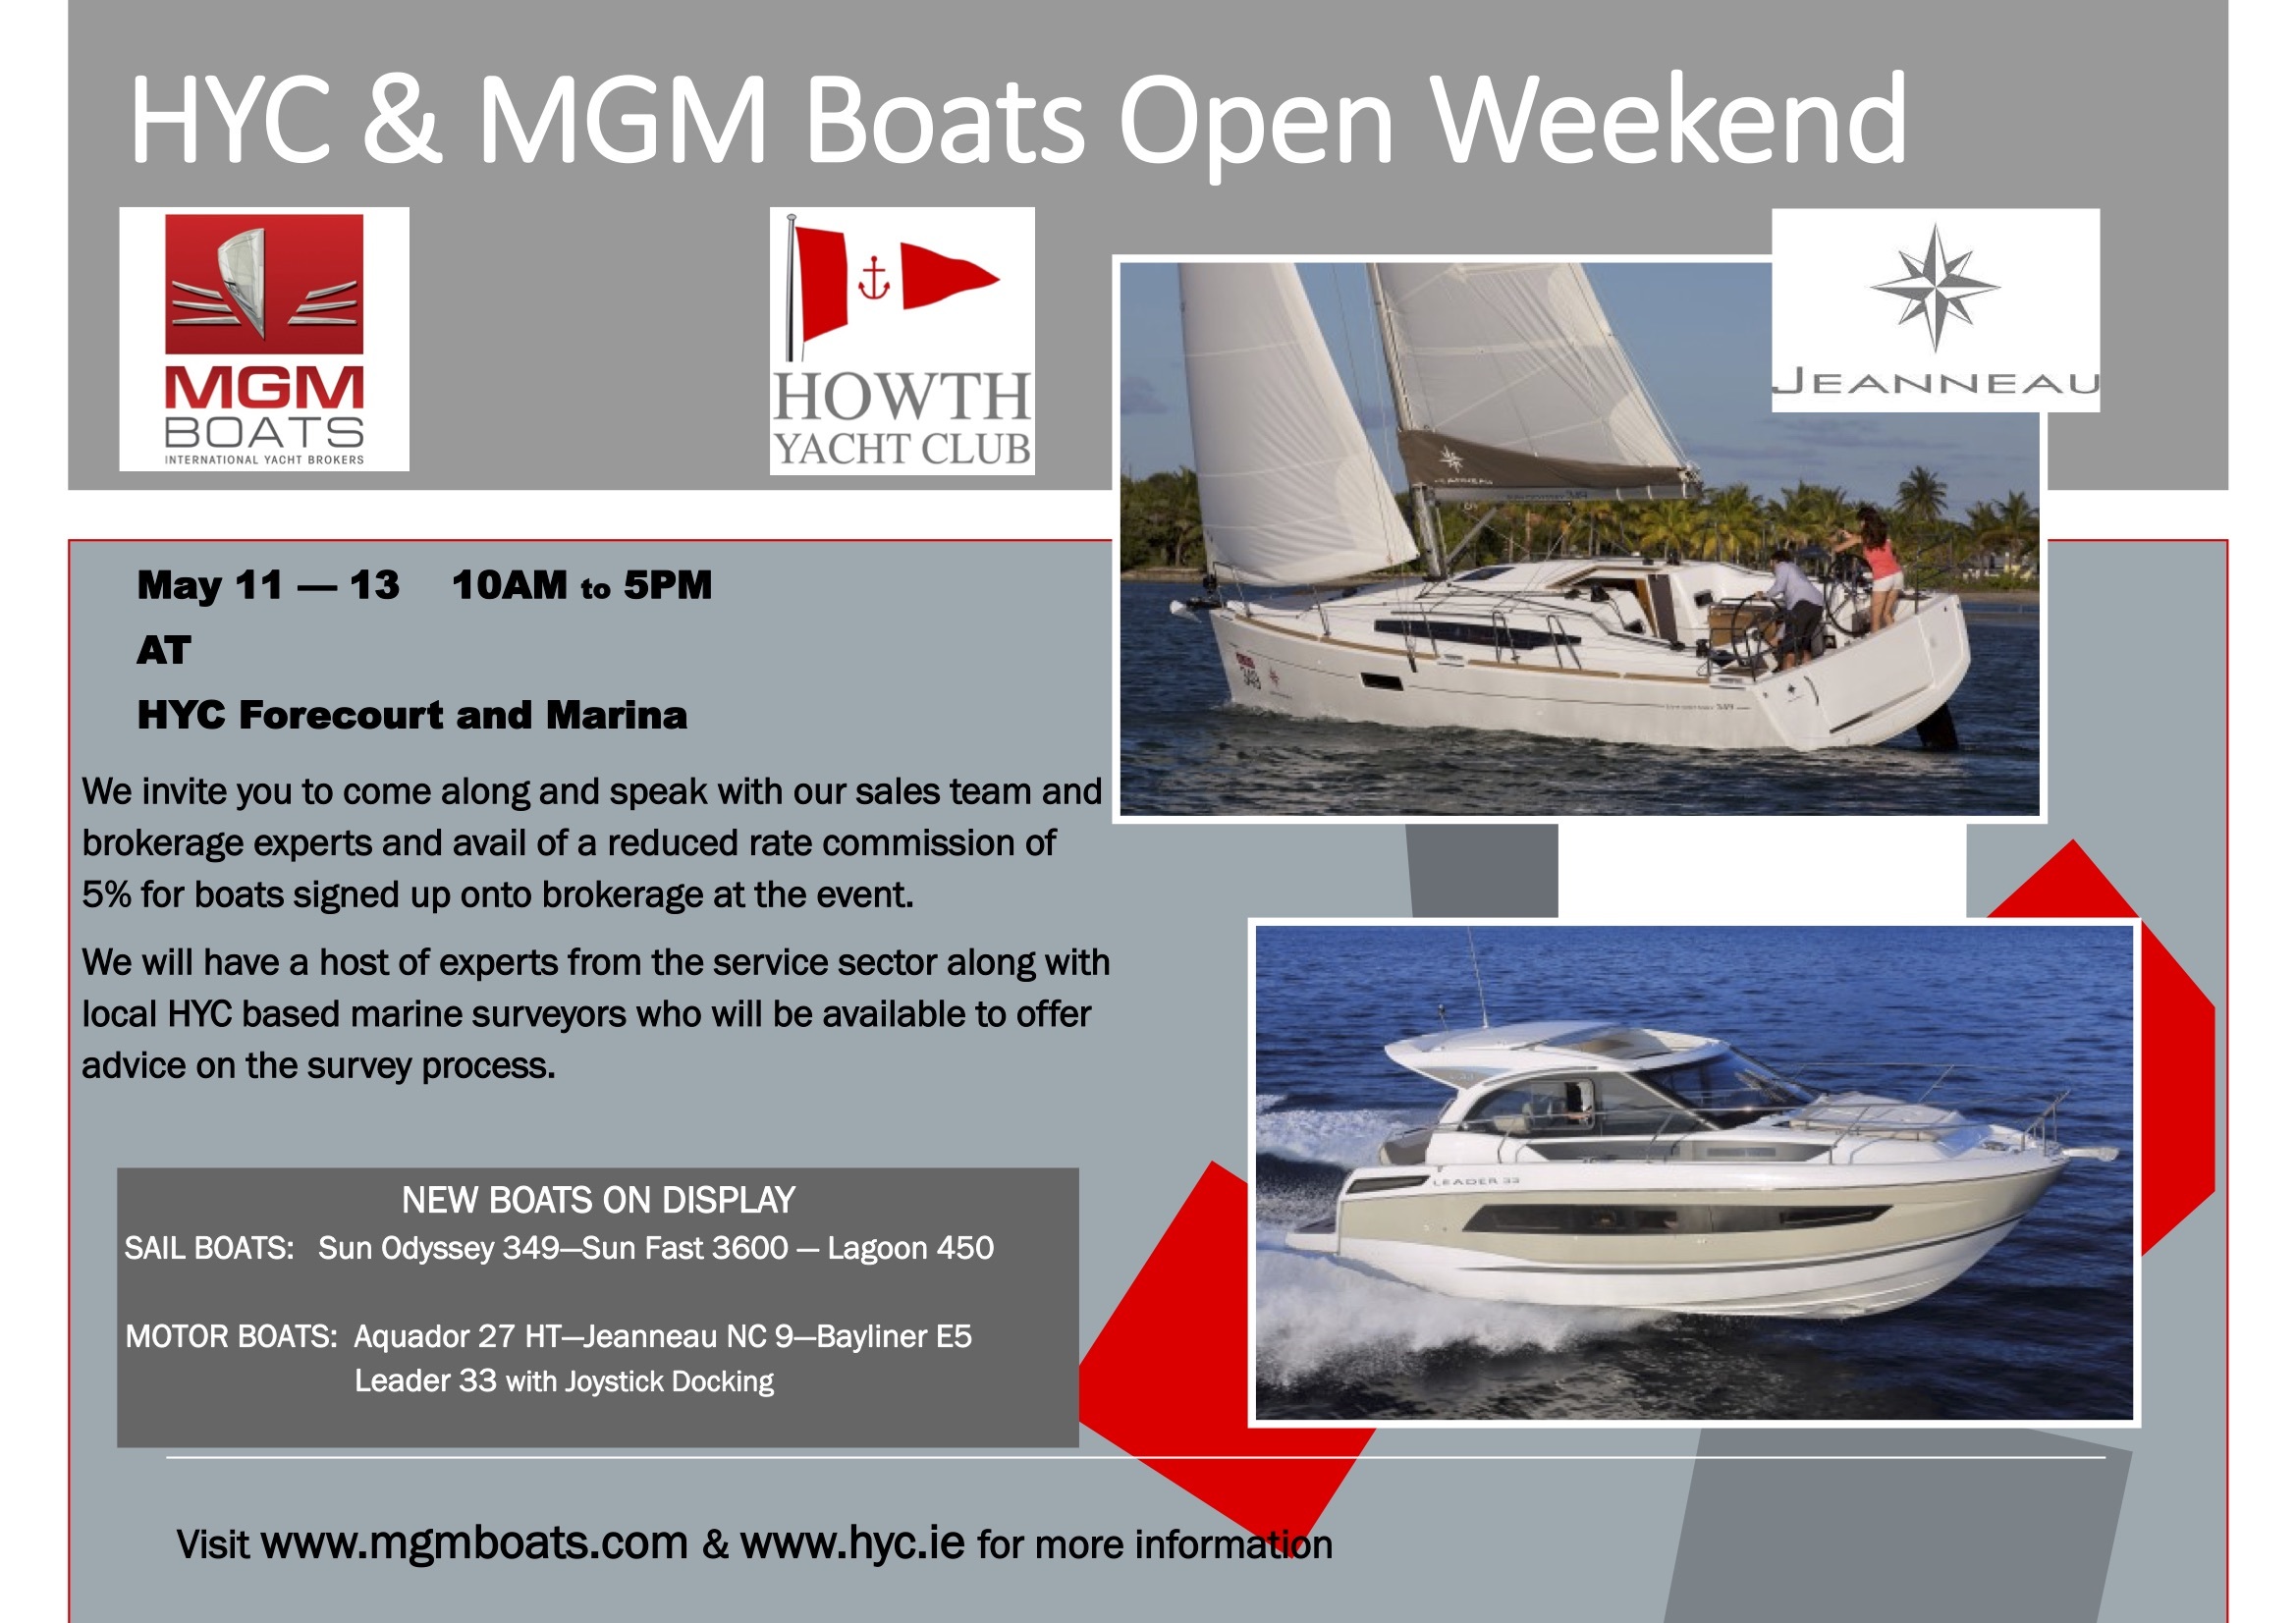 HYC & MGM Boats Open Weekend
MGM
BOATS
INTERNATIONAL YACHT BROKERS
HOWTH
YACHT CLUB
JEANNEAU
349
349
May 11 — 13 10AM to 5PM
AT
HYC Forecourt and Marina
We invite you to come along and speak with our sales team and
brokerage experts and avail of a reduced rate commission of
5% for boats signed up onto brokerage at the event.
We will have a host of experts from the service sector along with
local HYC based marine surveyors who will be available to offer
advice on the survey process.
LEADER 33
NEW BOATS ON DISPLAY
SAIL BOATS: Sun Odyssey 349—Sun Fast 3600 — Lagoon 450
MOTOR BOATS: Aquador 27 HT—Jeanneau NC 9—Bayliner E5
Leader 33 with Joystick Docking
Visit www.mgmboats.com & www.hyc.ie for more information